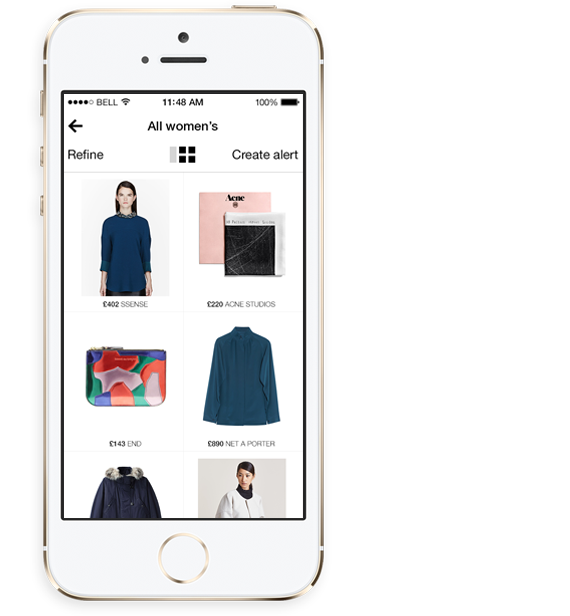 BELL
11:48 AM
100%
All women's
Refine
Create alert
Acne
£402 SSENSE
£220 ACNE STUDIOS
£143 END
£890 NET A PORTER